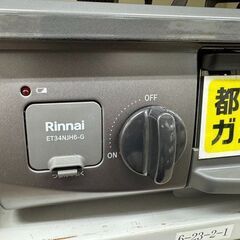 Rinnai
ET34NJH6-G
OFF
ON
都
ガ
6-23-2-1